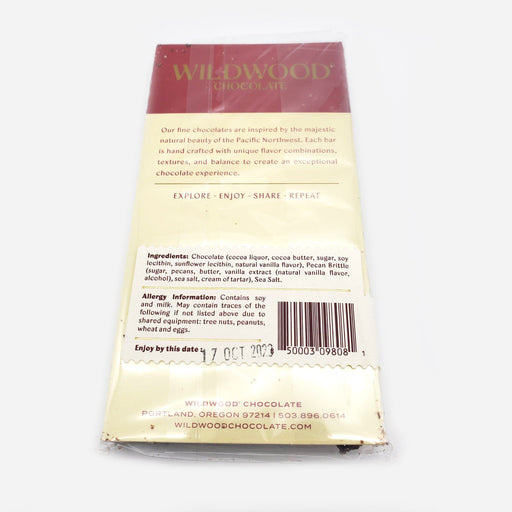 WILDWOOD
CHOCOLATE
Our fine chocolates are inspired by the majestic
natural beauty of the Pacific Northwest. Each bar
is hand crafted with unique flavor combinations,
textures, and balance to create an exceptional
chocolate experience.
EXPLORE - ENJOY - SHARE - REPEAT
Ingredients: Chocolate (cocoa liquor, cocoa butter, sugar, soy
lecithin, sunflower lecithin, natural vanilla flavor), Pecan Brittle
(sugar, pecans, butter, vanilla extract (natural vanilla flavor,
alcohol), sea salt, cream of tartar), Sea Salt.
Allergy Information: Contains soy
and milk. May contain traces of the
following if not listed above due to
shared equipment: tree nuts, peanuts,
wheat and eggs.
Enjoy by this date: 17 OCT 2023
50003 09808 1
WILDWOOD® CHOCOLATE
PORTLAND, OREGON 97214 | 503.896.0614
WILDWOODCHOCOLATE.COM